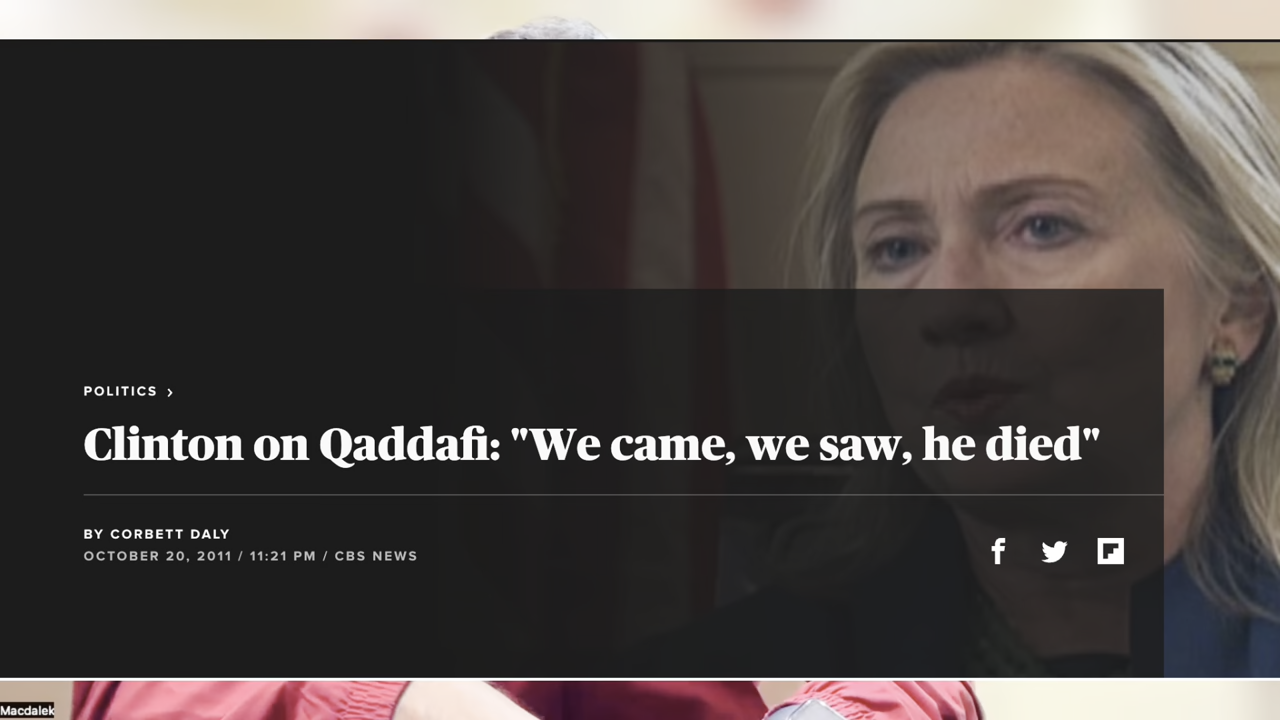 POLITICS ›
Clinton on Qaddafi: "We came, we saw, he died"
BY CORBETT DALY
OCTOBER 20, 2011 / 11:21 PM / CBS NEWS
Macdalek